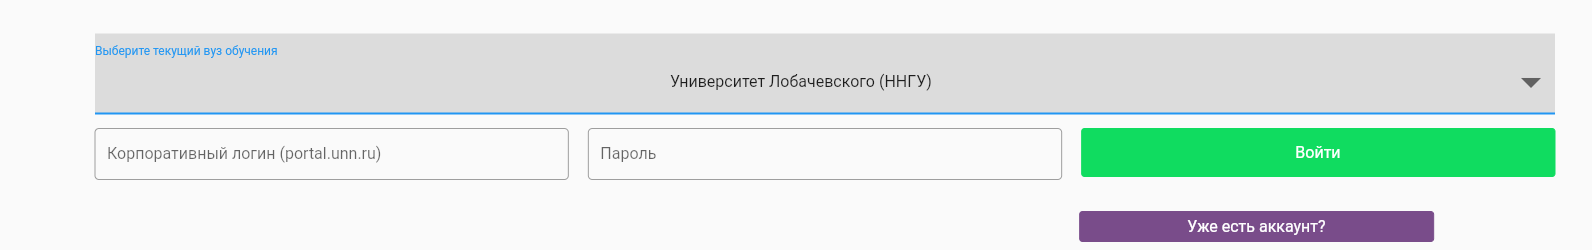 Выберите текущий вуз обучения
Университет Лобачевского (ННГУ)
Корпоративный логин (portal.unn.ru)
Пароль
Войти
Уже есть аккаунт?